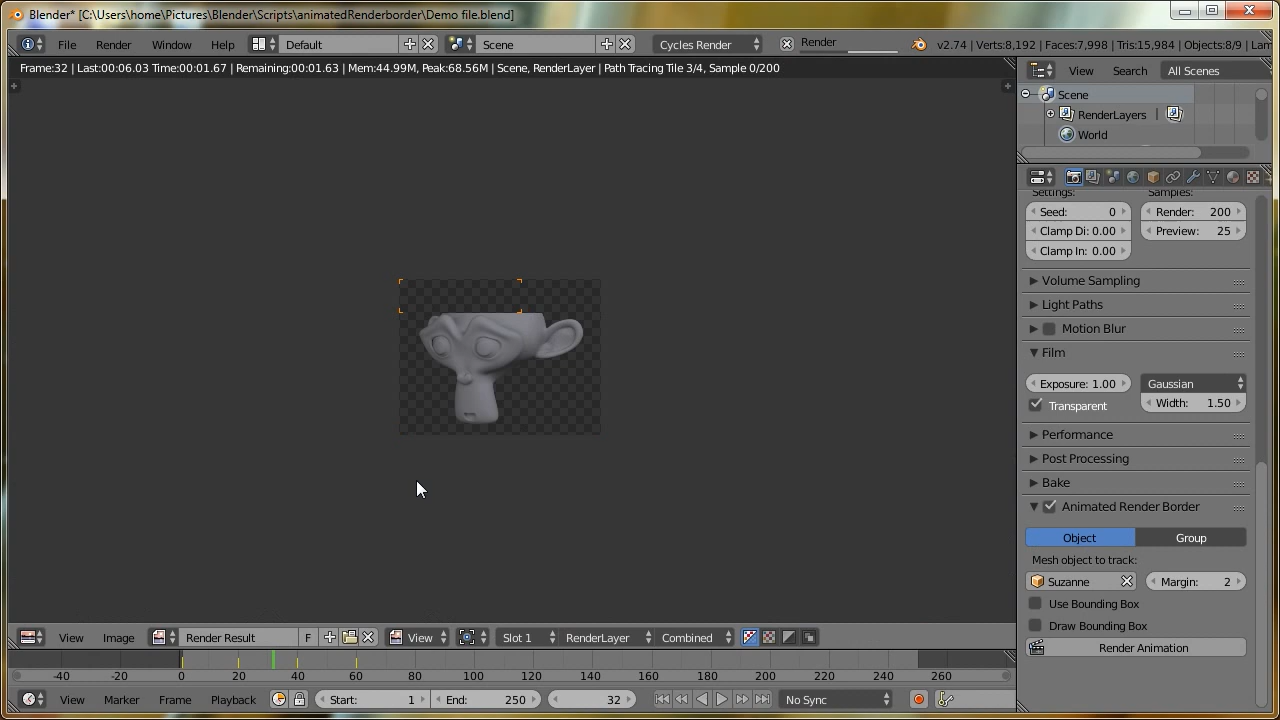 Blender* [C:\Users\home\Pictures\Blender\Scripts\animatedRenderborder\Demo file.blend]
File Render Window Help Default Scene Cycles Render Render v2.74 | Verts:8,192 | Faces:7,998 | Tris:15,984 | Objects:8/9 | Lam
Frame:32 | Last:00:06.03 Time:00:01.67 | Remaining:00:01.63 | Mem:44.99M, Peak:68.56M | Scene, RenderLayer | Path Tracing Tile 3/4, Sample 0/200
View Search All Scenes
Scene
RenderLayers
World
Settings: Samples:
Seed: 0 Render: 200
Clamp Di: 0.00 Preview: 25
Clamp In: 0.00
Volume Sampling
Light Paths
Motion Blur
Film
Exposure: 1.00 Gaussian
Transparent Width: 1.50
Performance
Post Processing
Bake
Animated Render Border
Object Group
Mesh object to track:
Suzanne Margin: 2
Use Bounding Box
Draw Bounding Box
Render Animation
View Image Render Result F View Slot 1 RenderLayer Combined
-40 -20 0 20 40 60 80 100 120 140 160 180 200 220 240 260
View Marker Frame Playback Start: 1 End: 250 32 No Sync